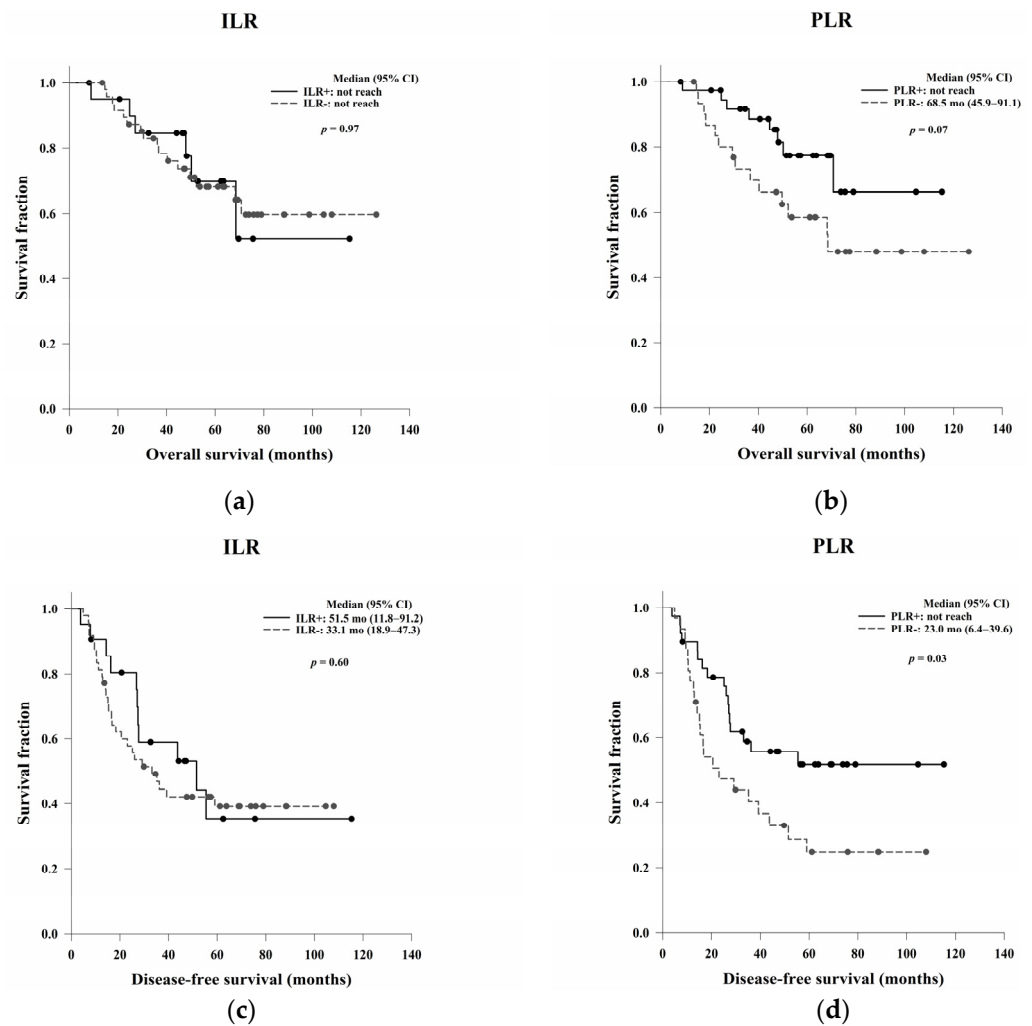 ILR
1.0
0.8
0.6
0.4
0.2
0.0
Survival fraction
Median (95% CI)
ILR+: not reach
ILR-: not reach
p = 0.97
0 20 40 60 80 100 120 140
Overall survival (months)
(a)
PLR
1.0
0.8
0.6
0.4
0.2
0.0
Survival fraction
Median (95% CI)
PLR+: not reach
PLR-: 68.5 mo (45.9–91.1)
p = 0.07
0 20 40 60 80 100 120 140
Overall survival (months)
(b)
ILR
1.0
0.8
0.6
0.4
0.2
0.0
Survival fraction
Median (95% CI)
ILR+: 51.5 mo (11.8–91.2)
ILR-: 33.1 mo (18.9–47.3)
p = 0.60
0 20 40 60 80 100 120 140
Disease-free survival (months)
(c)
PLR
1.0
0.8
0.6
0.4
0.2
0.0
Survival fraction
Median (95% CI)
PLR+: not reach
PLR-: 23.0 mo (6.4–39.6)
p = 0.03
0 20 40 60 80 100 120 140
Disease-free survival (months)
(d)